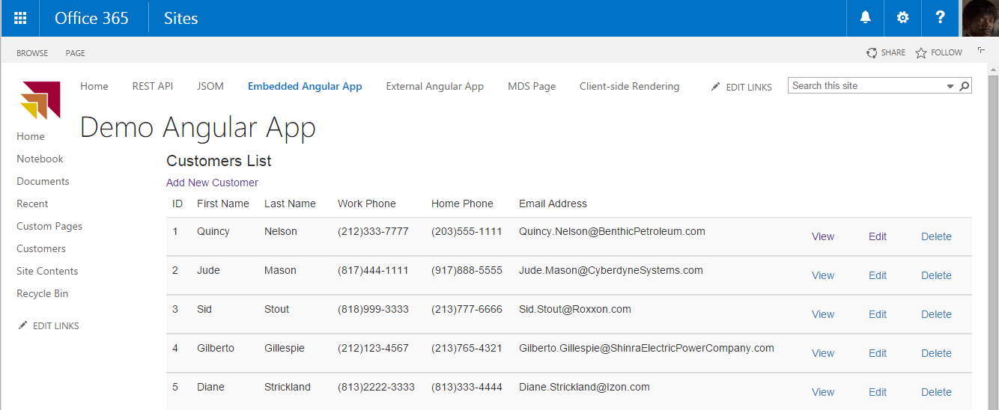 Office 365 Sites ?
BROWSE PAGE SHARE FOLLOW
Home REST API JSOM Embedded Angular App External Angular App MDS Page Client-side Rendering EDIT LINKS Search this site
Demo Angular App
Home
Notebook
Documents
Recent
Custom Pages
Customers
Site Contents
Recycle Bin
EDIT LINKS
Customers List
Add New Customer
ID First Name Last Name Work Phone Home Phone Email Address
1 Quincy Nelson (212)333-7777 (203)555-1111 Quincy.Nelson@BenthicPetroleum.com View Edit Delete
2 Jude Mason (817)444-1111 (917)888-5555 Jude.Mason@CyberdyneSystems.com View Edit Delete
3 Sid Stout (818)999-3333 (213)777-6666 Sid.Stout@Roxxon.com View Edit Delete
4 Gilberto Gillespie (212)123-4567 (213)765-4321 Gilberto.Gillespie@ShinraElectricPowerCompany.com View Edit Delete
5 Diane Strickland (813)2222-3333 (813)333-4444 Diane.Strickland@Izon.com View Edit Delete